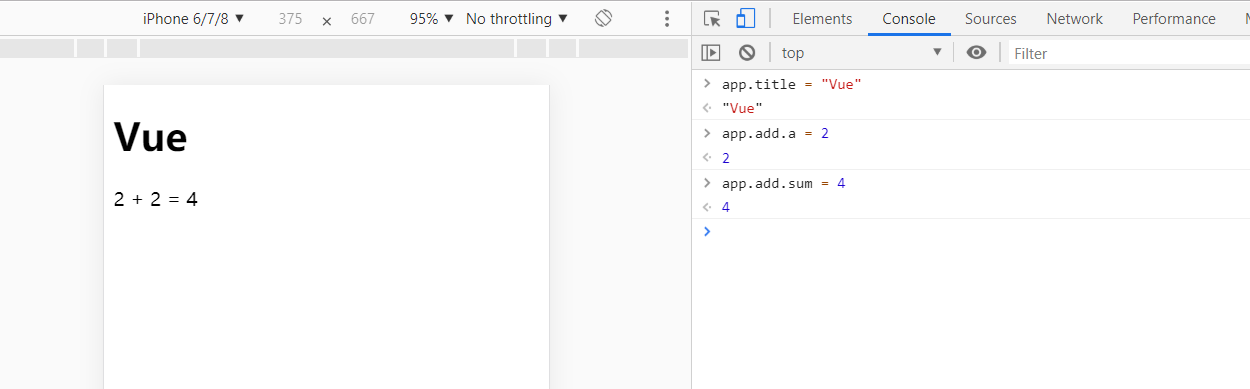 iPhone 6/7/8 ▼ 375 × 667 95% ▼ No throttling ▼
Elements Console Sources Network Performance
top ▼ Filter
Vue
2 + 2 = 4
> app.title = "Vue"
"Vue"
> app.add.a = 2
2
> app.add.sum = 4
4
>